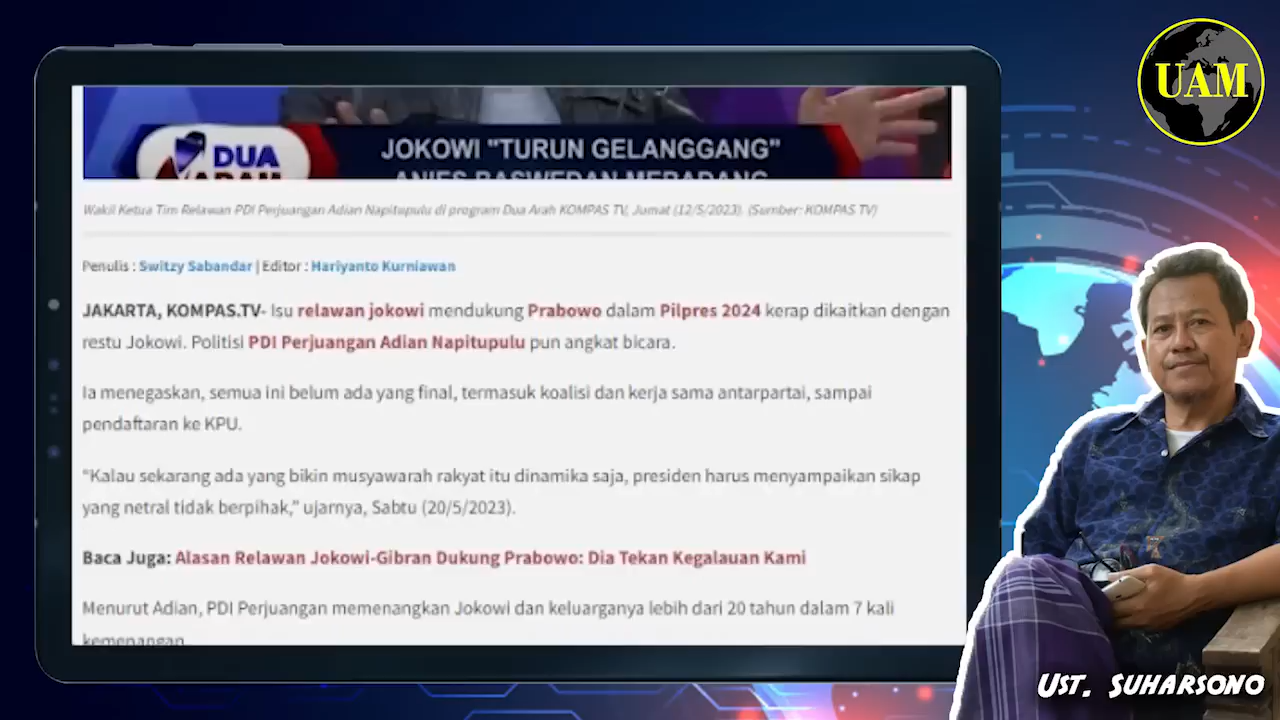 UAM
DUA
JOKOWI "TURUN GELANGGANG"
ANIES BASWEDAN MERADANG
Wakil Ketua Tim Relawan PDI Perjuangan Adian Napitupulu di program Dua Arah KOMPAS TV, Jumat (12/5/2023). (Sumber: KOMPAS TV)
Penulis : Switzy Sabandar | Editor : Hariyanto Kurniawan
JAKARTA, KOMPAS.TV- Isu relawan jokowi mendukung Prabowo dalam Pilpres 2024 kerap dikaitkan dengan
restu Jokowi. Politisi PDI Perjuangan Adian Napitupulu pun angkat bicara.
Ia menegaskan, semua ini belum ada yang final, termasuk koalisi dan kerja sama antarpartai, sampai
pendaftaran ke KPU.
“Kalau sekarang ada yang bikin musyawarah rakyat itu dinamika saja, presiden harus menyampaikan sikap
yang netral tidak berpihak,” ujarnya, Sabtu (20/5/2023).
Baca Juga: Alasan Relawan Jokowi-Gibran Dukung Prabowo: Dia Tekan Kegalauan Kami
Menurut Adian, PDI Perjuangan memenangkan Jokowi dan keluarganya lebih dari 20 tahun dalam 7 kali
kemenangan.
UST. SUHARSONO